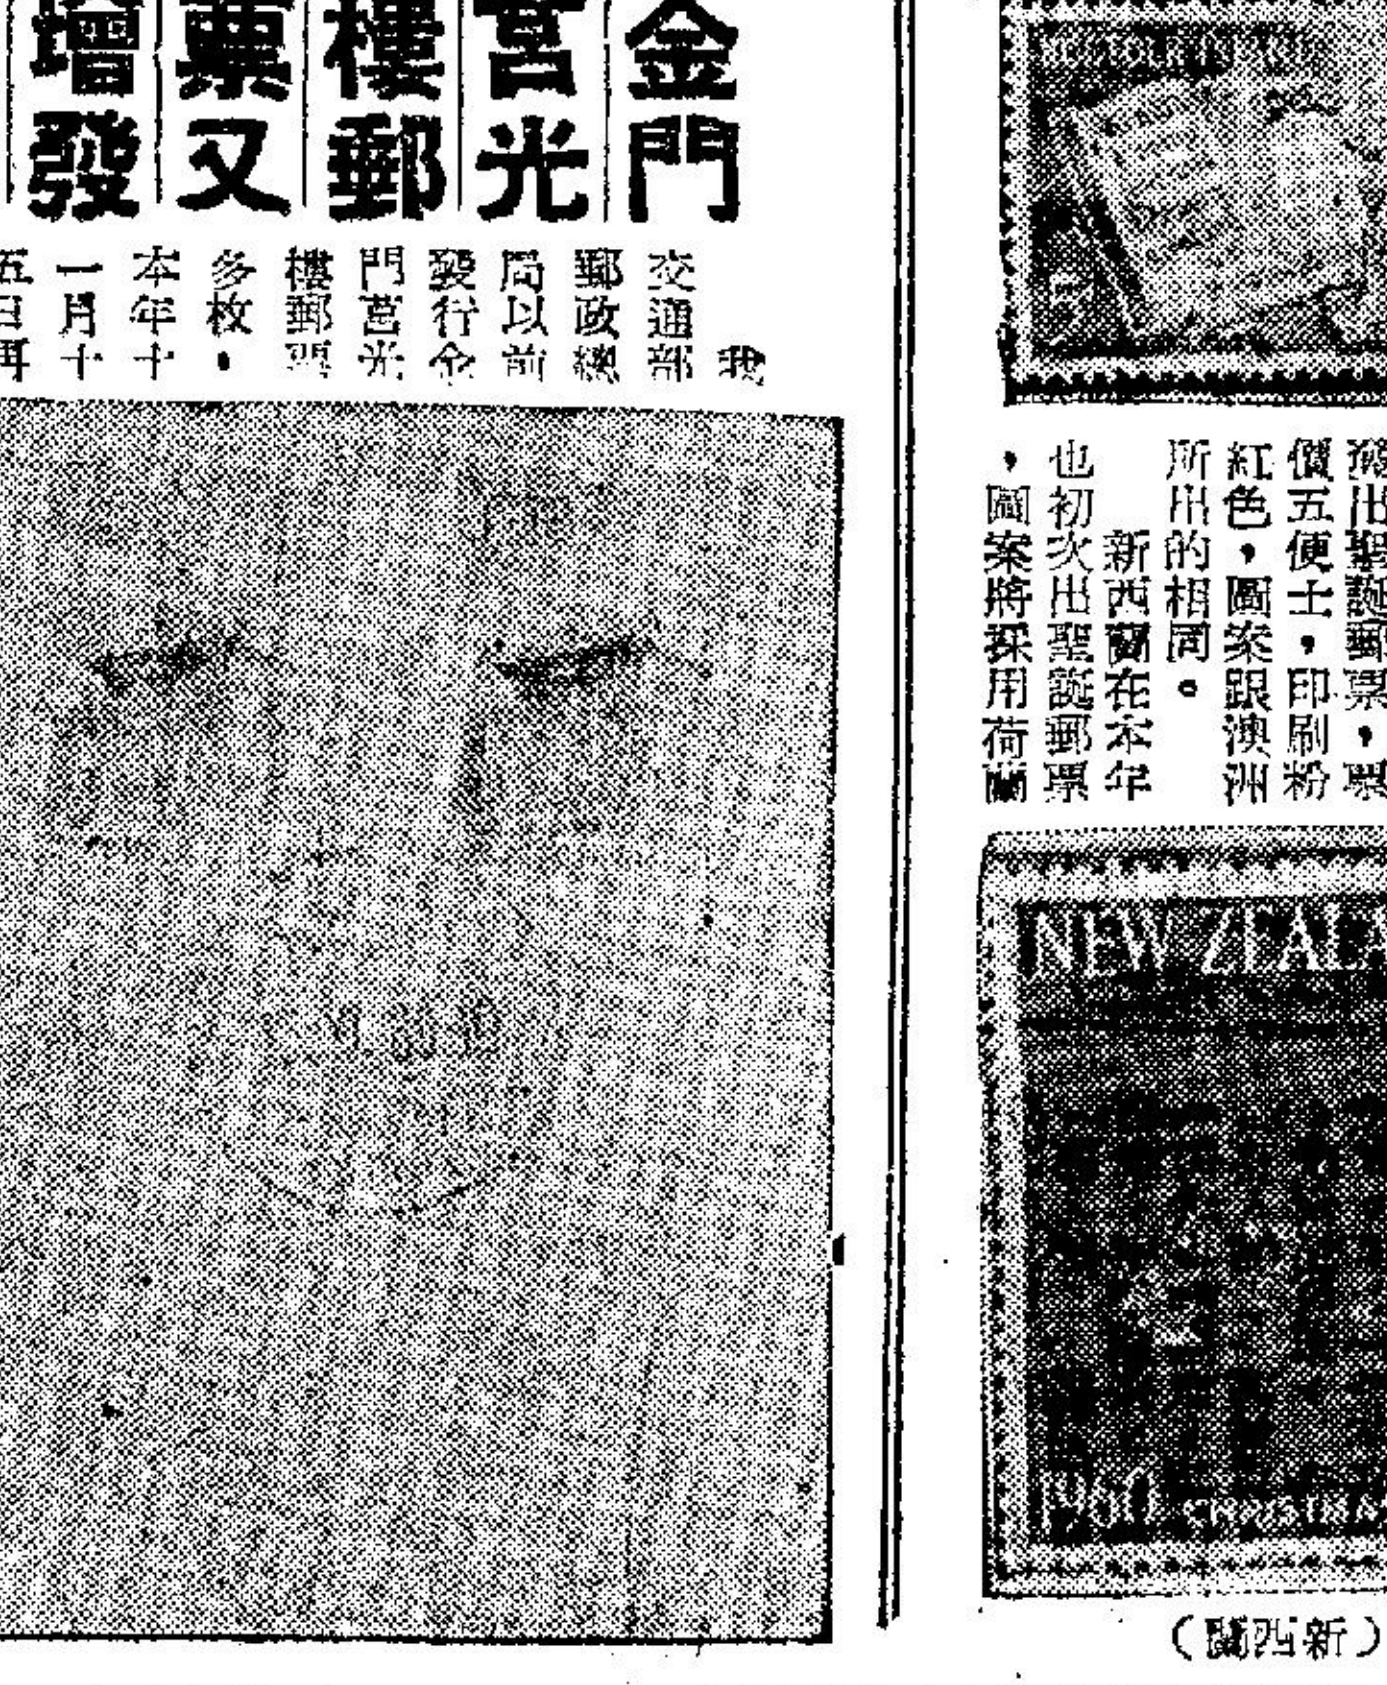 金門
莒光
樓郵
票又
增發
我
交通部
郵政總
局以前
發行金
門莒光
樓郵票
多枚。
本年十
一月十
五日再
出聖誕郵票,票
價五便士,印刷粉
紅色,圖案跟澳洲
所出的相同。
新西蘭在本年
也初次出聖誕郵票
,圖案將採用荷蘭
NEW ZEALA
1960 CHRISTMA
(新西蘭)